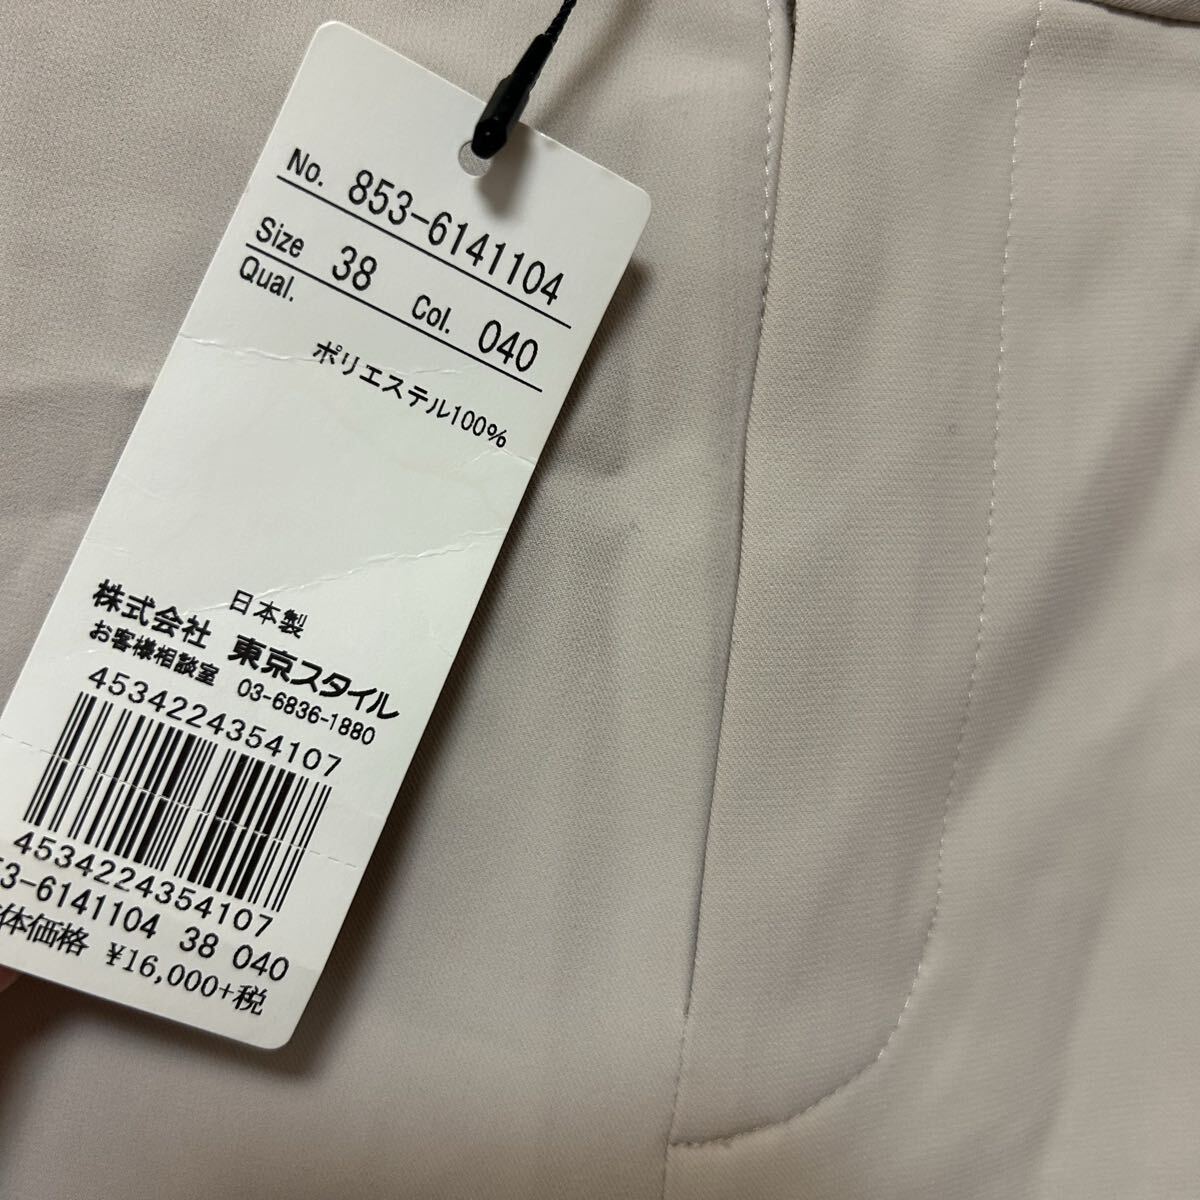 No. 853-6141104
Size 38 Col. 040
Qual.
ポリエステル100%
日本製
株式会社 東京スタイル
お客様相談室 03-6836-1880
4534224354107
4534224354107
53-6141104 38 040
体価格 ¥16,000+税